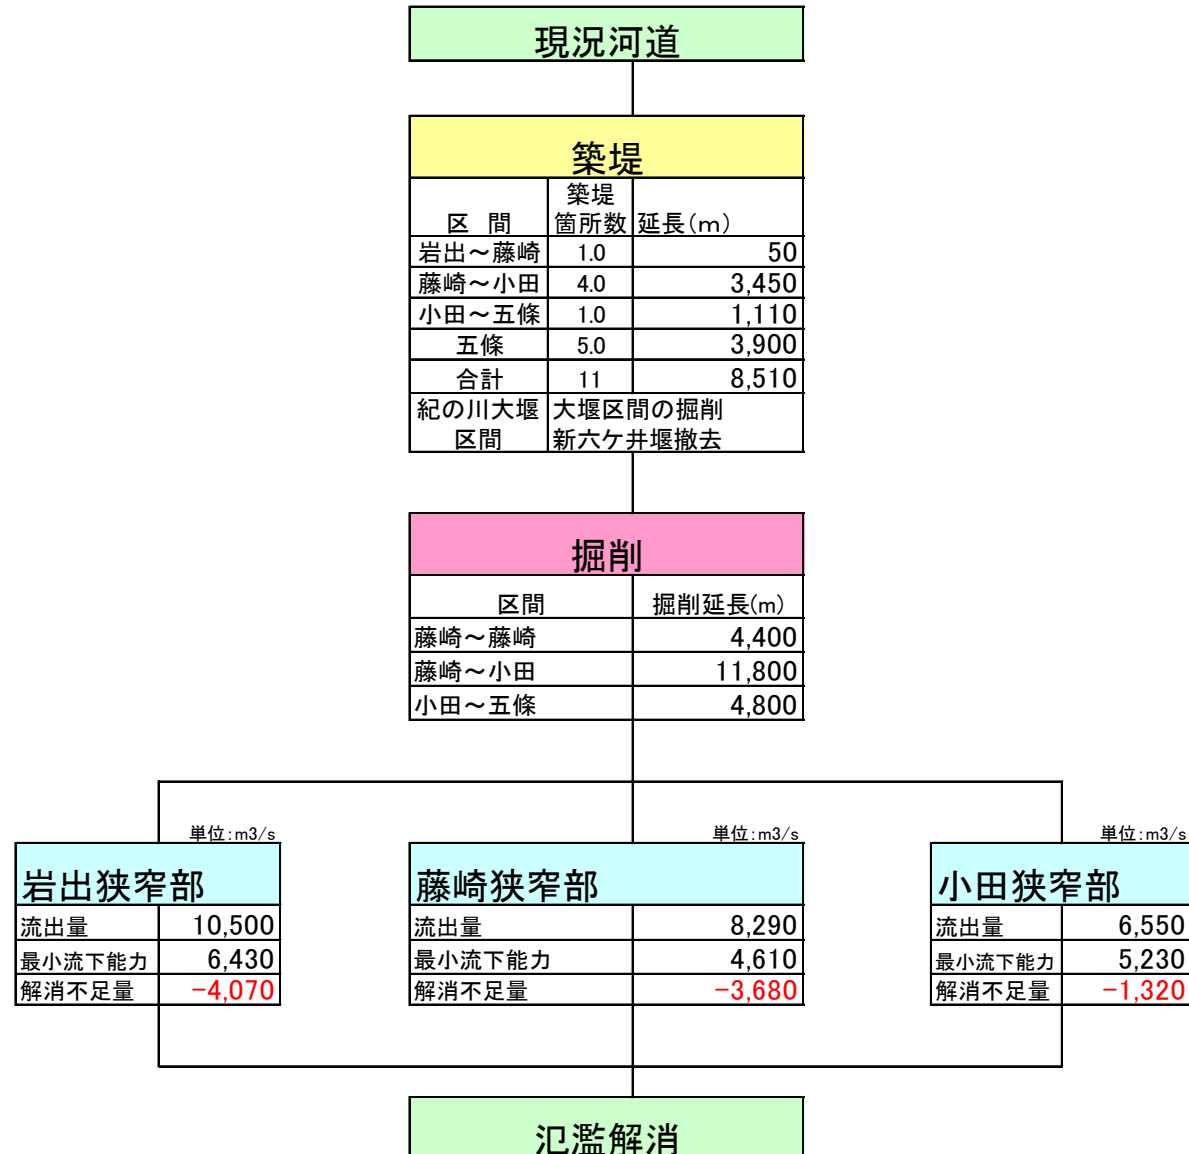 現況河道
築堤
区　間 築堤箇所数 延長(m)
岩出～藤崎 1.0 50
藤崎～小田 4.0 3,450
小田～五條 1.0 1,110
五條 5.0 3,900
合計 11 8,510
紀の川大堰 大堰区間の掘削
区間 新六ケ井堰撤去
掘削
区間 掘削延長(m)
藤崎～藤崎 4,400
藤崎～小田 11,800
小田～五條 4,800
単位:m3/s
岩出狭窄部
流出量 10,500
最小流下能力 6,430
解消不足量 -4,070
単位:m3/s
藤崎狭窄部
流出量 8,290
最小流下能力 4,610
解消不足量 -3,680
単位:m3/s
小田狭窄部
流出量 6,550
最小流下能力 5,230
解消不足量 -1,320
氾濫解消